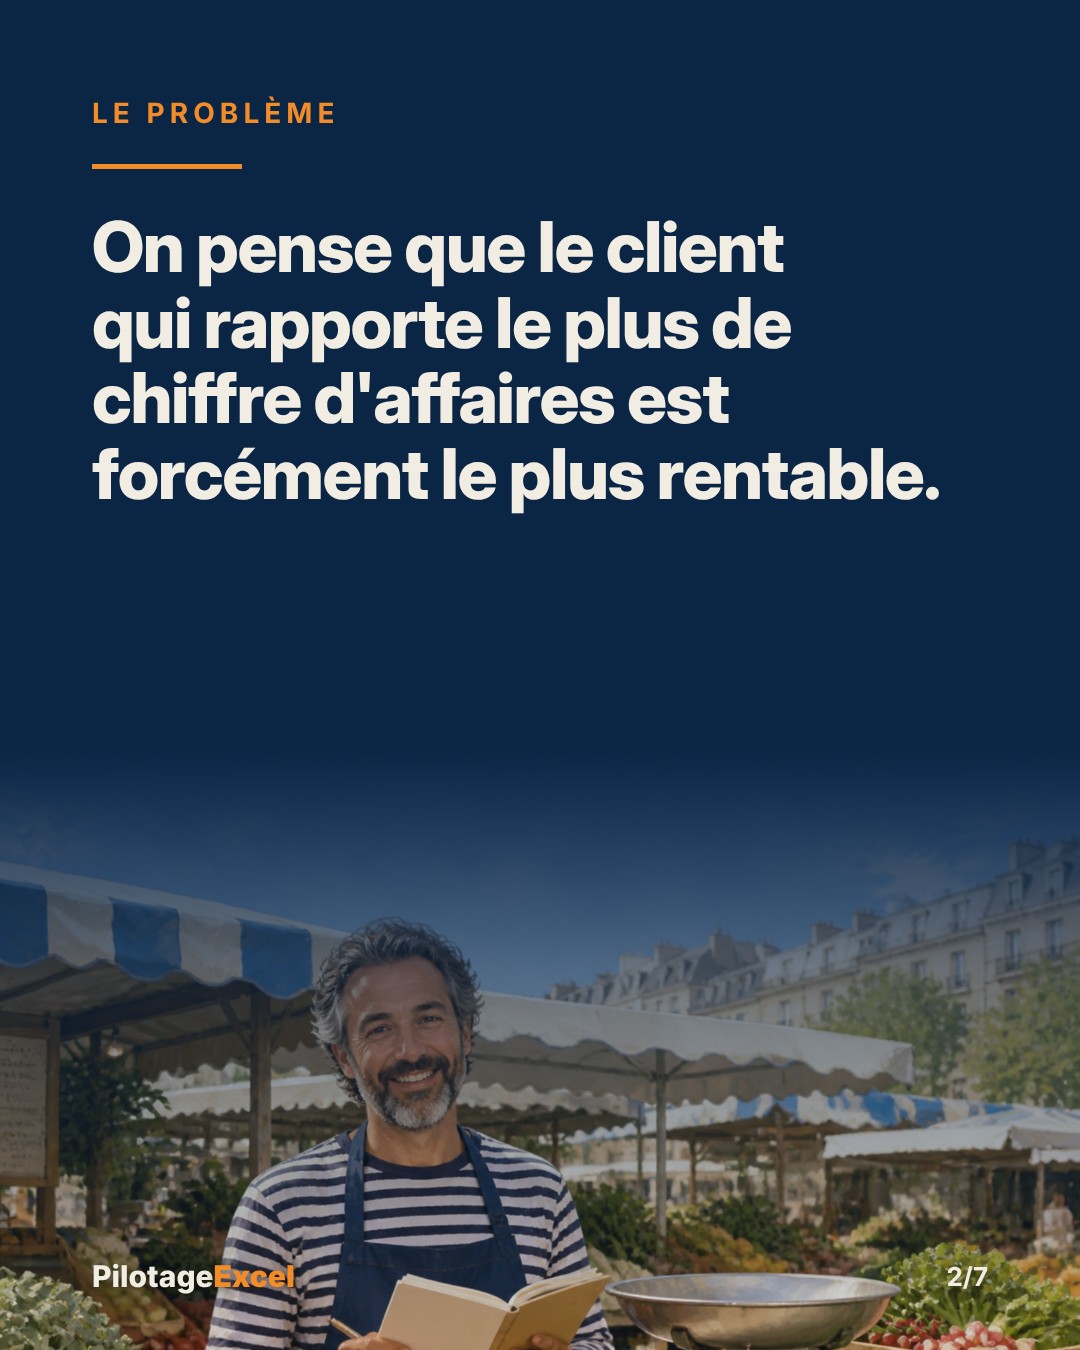 LE PROBLÈME
On pense que le client
qui rapporte le plus de
chiffre d'affaires est
forcément le plus rentable.
PilotageExcel
2/7